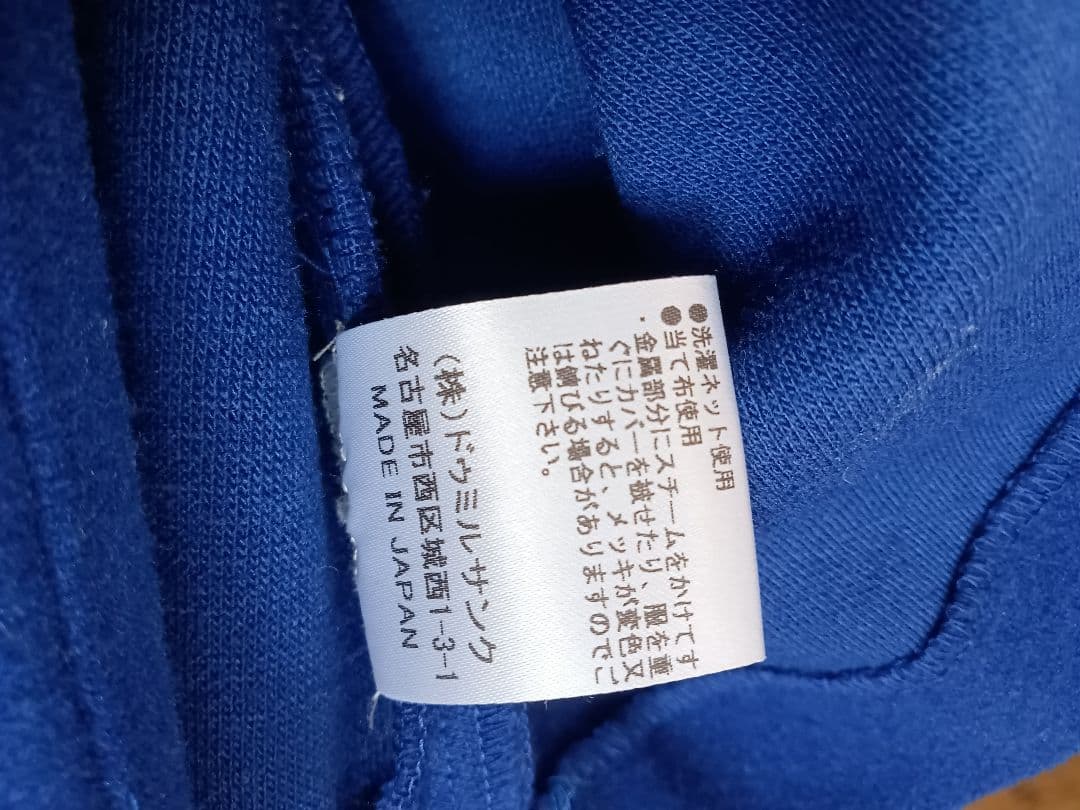 ●洗濯ネット使用
●当て布使用
・金属部分にスチームをかけてす
ぐにカバーを被せたり、服を重
ねたりすると、メッキが変色又
は錆びる場合がありますのでご
注意下さい。
(株)ドゥミルサンク
名古屋市西区城西1-3-1
MADE IN JAPAN